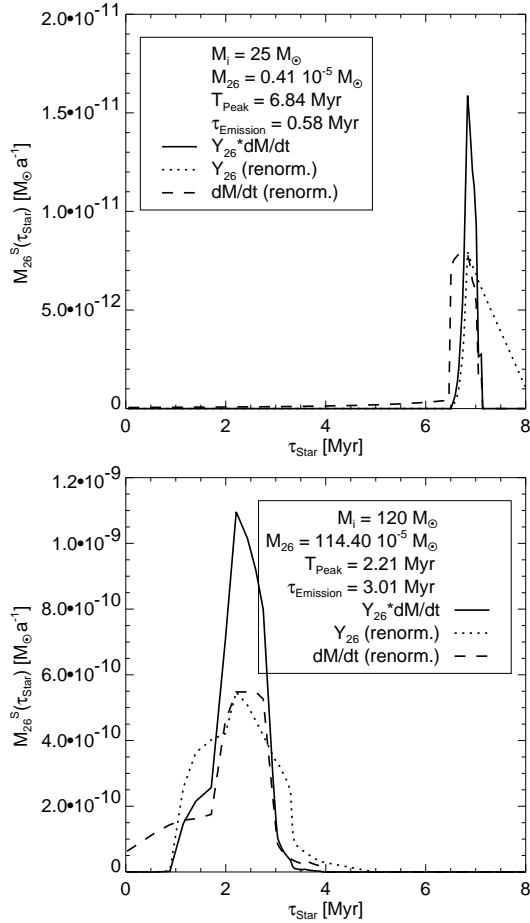 2.0•10⁻¹¹
1.5•10⁻¹¹
1.0•10⁻¹¹
5.0•10⁻¹²
0
M₂₆ˢ(τ_Star) [M⊙ a⁻¹]
M_i = 25 M⊙
M₂₆ = 0.41 10⁻⁵ M⊙
T_Peak = 6.84 Myr
τ_Emission = 0.58 Myr
Y₂₆*dM/dt
Y₂₆ (renorm.)
dM/dt (renorm.)
0 2 4 6 8
τ_Star [Myr]
1.2•10⁻⁹
1.0•10⁻⁹
8.0•10⁻¹⁰
6.0•10⁻¹⁰
4.0•10⁻¹⁰
2.0•10⁻¹⁰
0
M₂₆ˢ(τ_Star) [M⊙ a⁻¹]
M_i = 120 M⊙
M₂₆ = 114.40 10⁻⁵ M⊙
T_Peak = 2.21 Myr
τ_Emission = 3.01 Myr
Y₂₆*dM/dt
Y₂₆ (renorm.)
dM/dt (renorm.)
0 2 4 6 8
τ_Star [Myr]